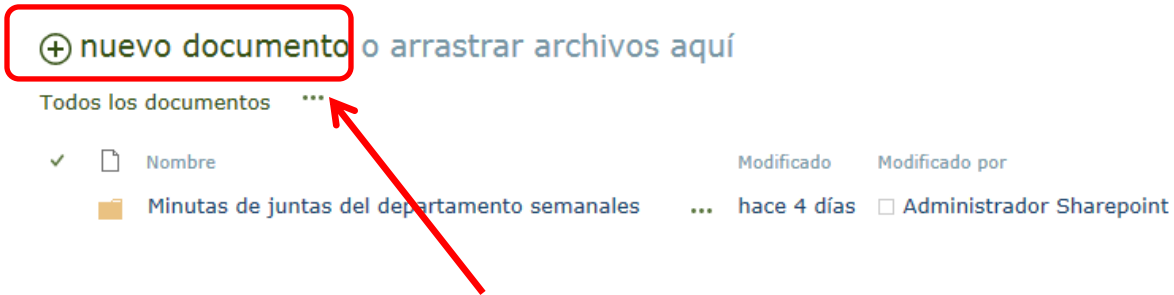 nuevo documento o arrastrar archivos aquí
Todos los documentos ...
Nombre Modificado Modificado por
Minutas de juntas del departamento semanales ... hace 4 días Administrador Sharepoint